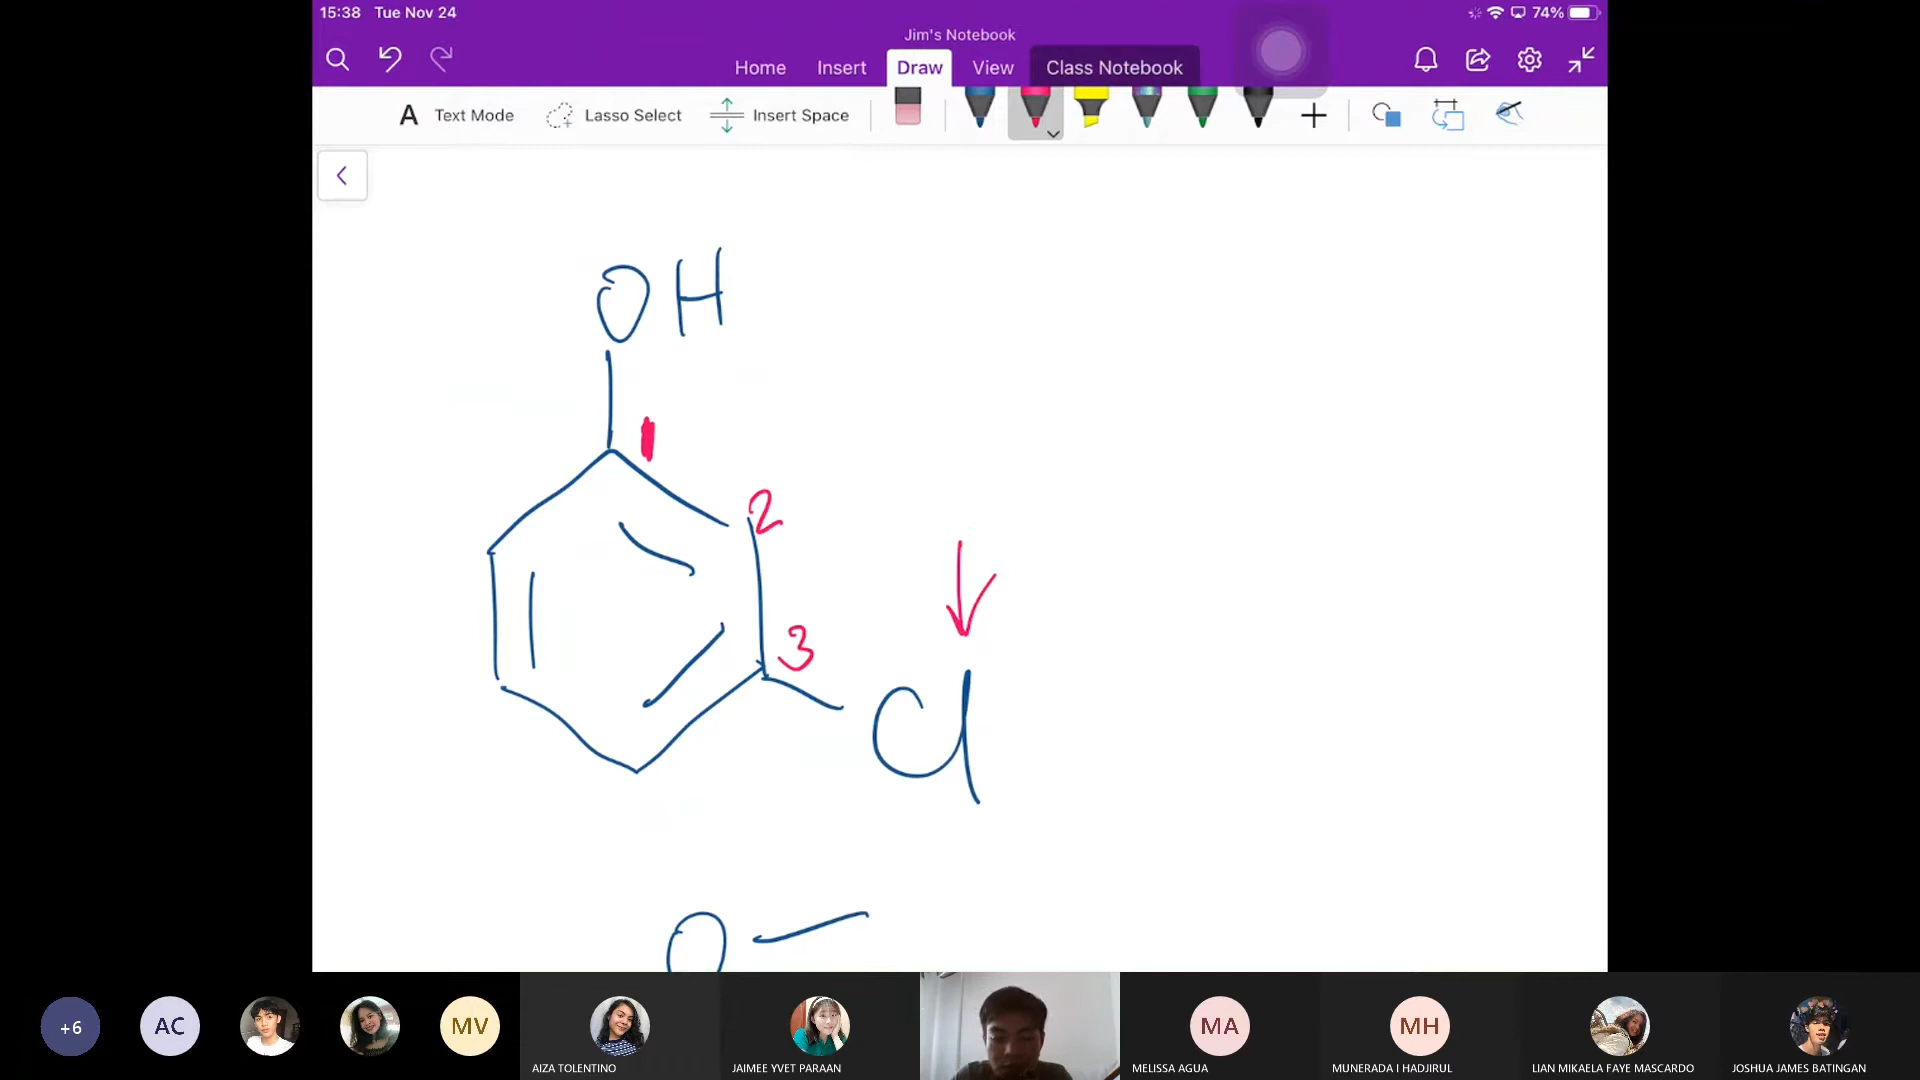 15:38 Tue Nov 24
74%
Jim's Notebook
Home Insert Draw View Class Notebook
A Text Mode Lasso Select Insert Space
OH
1
2
3
Cl
O
+6
AC
MV
MA
MH
AIZA TOLENTINO
JAIMEE YVET PARAAN
MELISSA AGUA
MUNERADA I HADJIRUL
LIAN MIKAELA FAYE MASCARDO
JOSHUA JAMES BATINGAN